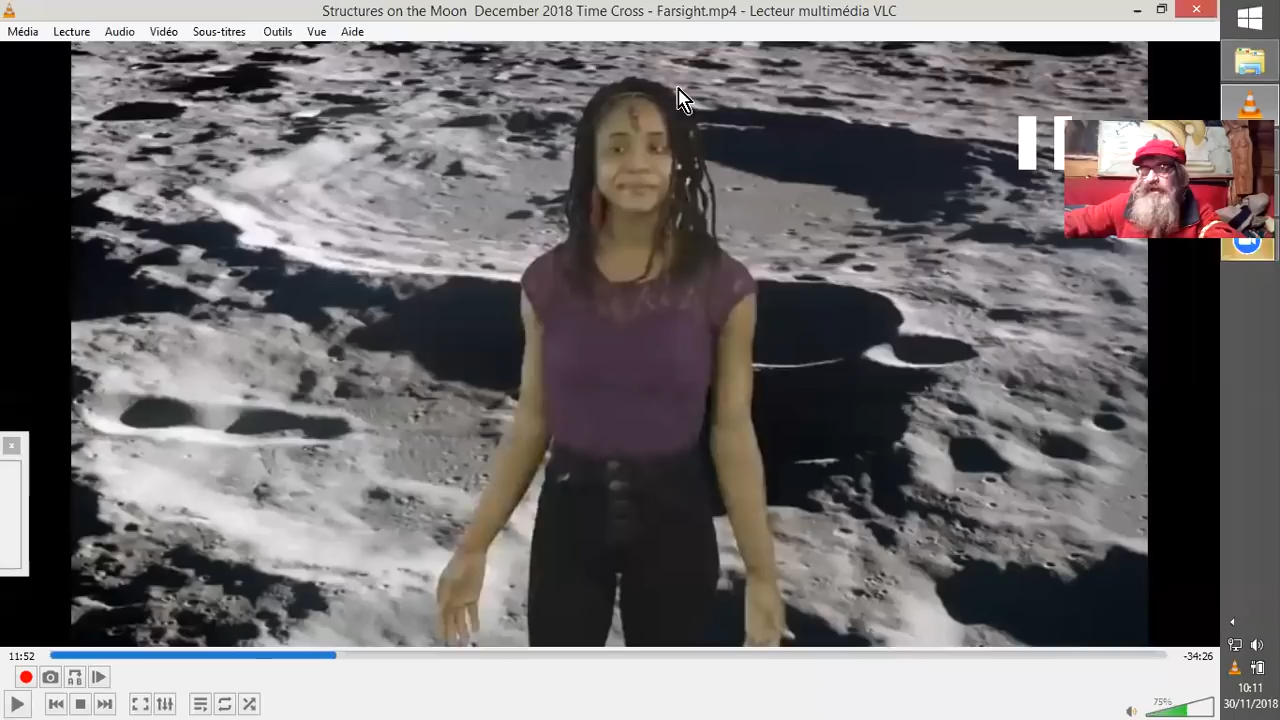 Structures on the Moon December 2018 Time Cross - Farsight.mp4 - Lecteur multimédia VLC
Média Lecture Audio Vidéo Sous-titres Outils Vue Aide
11:52
-34:26
A B
75%
10:11
30/11/2018